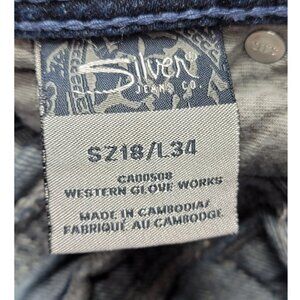 Silver
JEANS CO.
SZ18/L34
CA00508
WESTERN GLOVE WORKS
MADE IN CAMBODIA/
FABRIQUÉ AU CAMBODGE